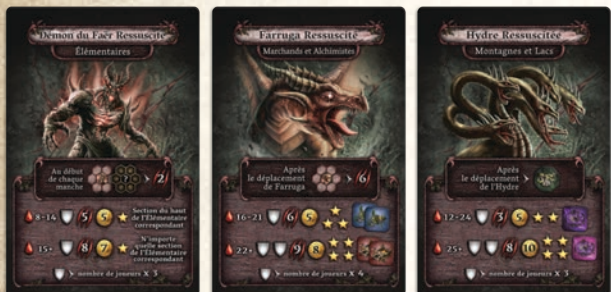 Démon du Faër Ressuscité
Élémentaires
Au début
de chaque
manche
? > /2/
8-14 /5/ 5 Section du haut
de l'Élémentaire
correspondant
15+ /8/ 7 N'importe
quelle section
de l'Élémentaire
correspondant
> nombre de joueurs X 3
Farruga Ressuscité
Marchands et Alchimistes
Après
le déplacement
de Farruga
> /6/
16-21 /6/ 5
22+ /9/ 8
> nombre de joueurs X 4
Hydre Ressuscitée
Montagnes et Lacs
Après
le déplacement
de l'Hydre
>
12-24 /3/ 5
25+ /8/ 10
> nombre de joueurs X 3